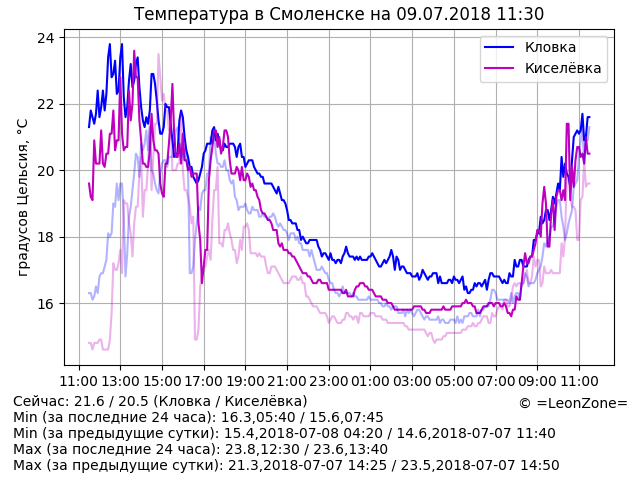 Температура в Смоленске на 09.07.2018 11:30
24
22
20
18
16
градусов Цельсия, °C
Кловка
Киселёвка
11:00 13:00 15:00 17:00 19:00 21:00 23:00 01:00 03:00 05:00 07:00 09:00 11:00
Сейчас: 21.6 / 20.5 (Кловка / Киселёвка)
© =LeonZone=
Min (за последние 24 часа): 16.3,05:40 / 15.6,07:45
Min (за предыдущие сутки): 15.4,2018-07-08 04:20 / 14.6,2018-07-07 11:40
Max (за последние 24 часа): 23.8,12:30 / 23.6,13:40
Max (за предыдущие сутки): 21.3,2018-07-07 14:25 / 23.5,2018-07-07 14:50